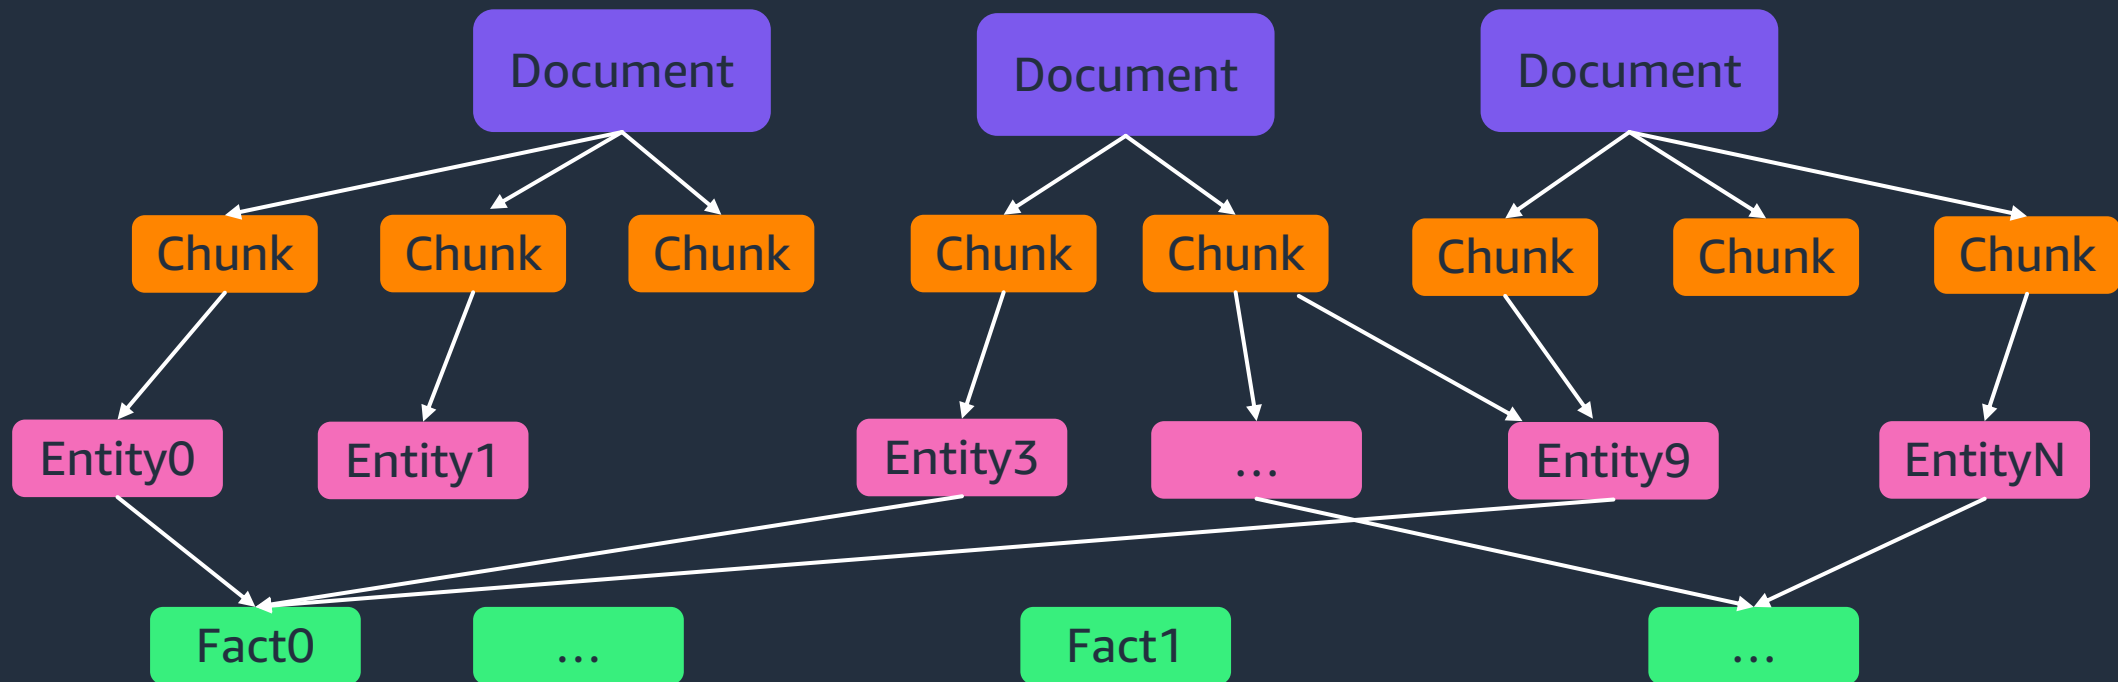 Document
Document
Document
Chunk
Chunk
Chunk
Chunk
Chunk
Chunk
Chunk
Chunk
Entity0
Entity1
Entity3
...
Entity9
EntityN
Fact0
...
Fact1
...